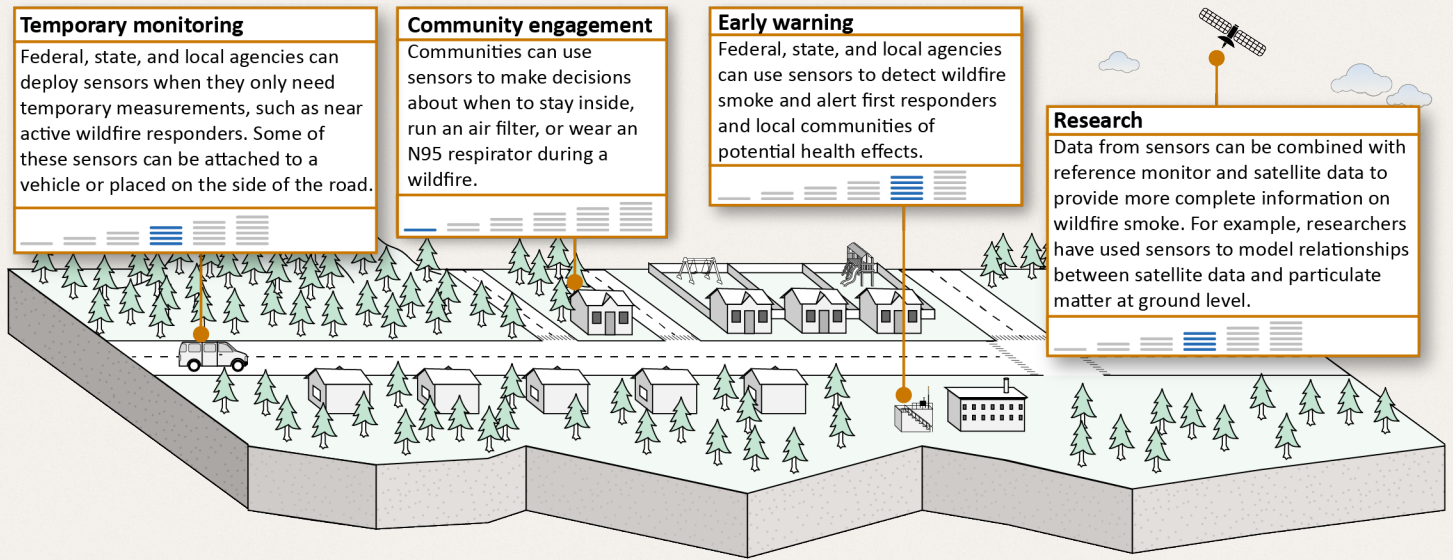 Temporary monitoring
Federal, state, and local agencies can
deploy sensors when they only need
temporary measurements, such as near
active wildfire responders. Some of
these sensors can be attached to a
vehicle or placed on the side of the road.
Community engagement
Communities can use
sensors to make decisions
about when to stay inside,
run an air filter, or wear an
N95 respirator during a
wildfire.
Early warning
Federal, state, and local agencies
can use sensors to detect wildfire
smoke and alert first responders
and local communities of
potential health effects.
Research
Data from sensors can be combined with
reference monitor and satellite data to
provide more complete information on
wildfire smoke. For example, researchers
have used sensors to model relationships
between satellite data and particulate
matter at ground level.